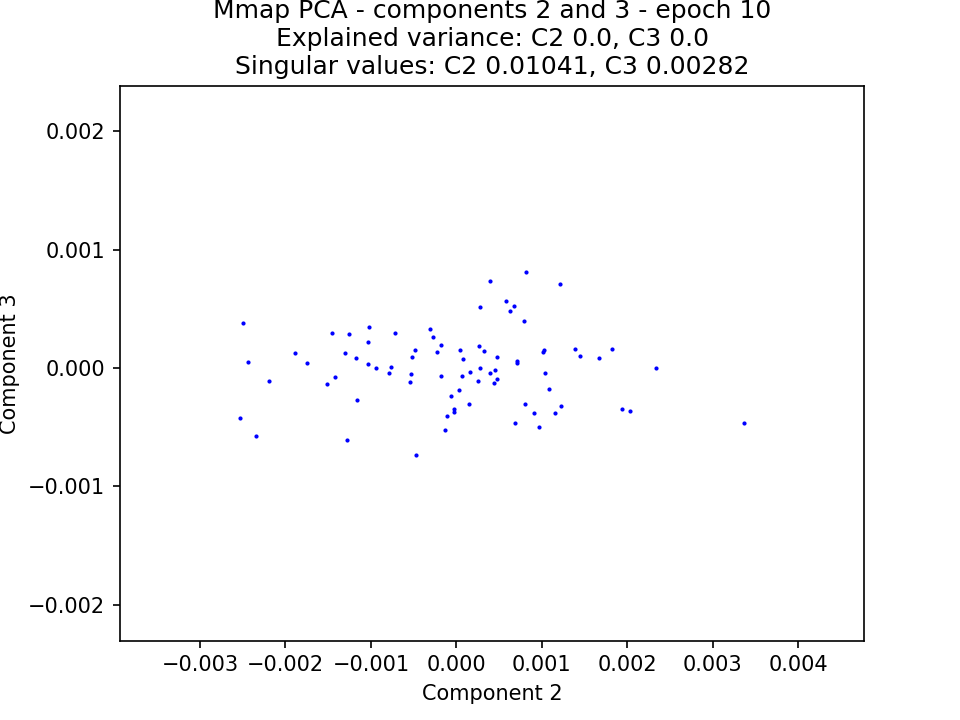 Mmap PCA - components 2 and 3 - epoch 10
Explained variance: C2 0.0, C3 0.0
Singular values: C2 0.01041, C3 0.00282
0.002
0.001
0.000
−0.001
−0.002
Component 3
−0.003 −0.002 −0.001 0.000 0.001 0.002 0.003 0.004
Component 2